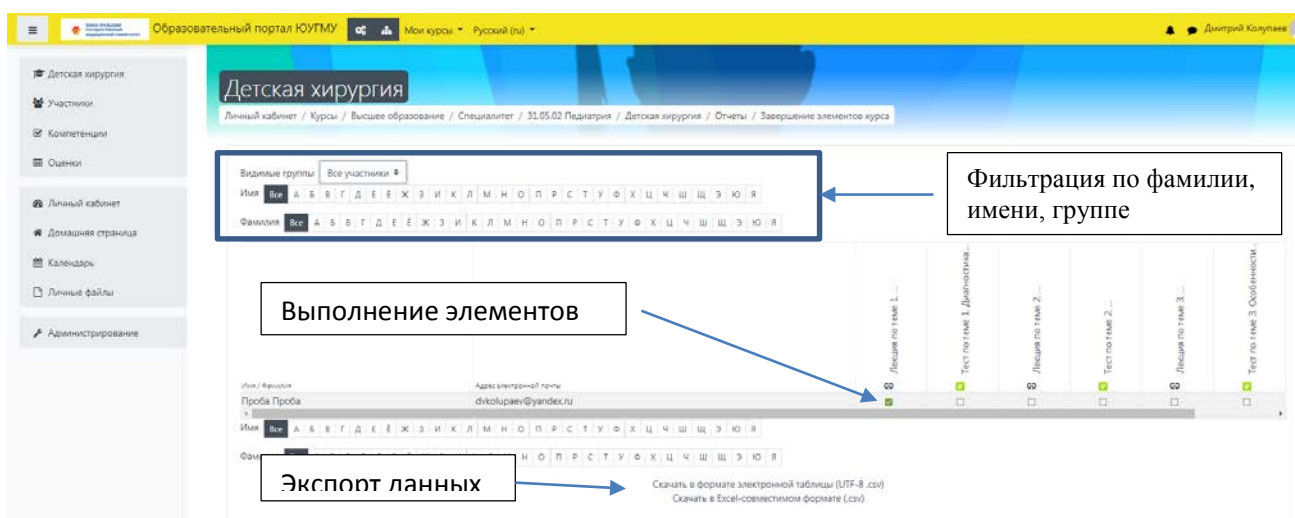 Образовательный портал ЮУГМУ Мои курсы Русский (ru) Дмитрий Колупаев
Детская хирургия
Участники
Компетенции
Оценки
Личный кабинет
Домашняя страница
Календарь
Личные файлы
Администрирование
Детская хирургия
Личный кабинет / Курсы / Высшее образование / Специалитет / 31.05.02 Педиатрия / Детская хирургия / Отчеты / Завершение элементов курса
Видимые группы Все участники
Имя Все А Б В Г Д Е Ё Ж З И К Л М Н О П Р С Т У Ф Х Ц Ч Ш Щ Э Ю Я
Фамилия Все А Б В Г Д Е Ё Ж З И К Л М Н О П Р С Т У Ф Х Ц Ч Ш Щ Э Ю Я
Фильтрация по фамилии,
имени, группе
Выполнение элементов
Лекция по теме 1. ...
Тест по теме 1. Диагностика...
Лекция по теме 2. ...
Тест по теме 2. ...
Лекция по теме 3. ...
Тест по теме 3. Особенности...
Имя / Фамилия Адрес электронной почты
Проба Проба dvkolupaev@yandex.ru
Имя Все А Б В Г Д Е Ё Ж З И К Л М Н О П Р С Т У Ф Х Ц Ч Ш Щ Э Ю Я
Н О П Р С Т У Ф Х Ц Ч Ш Щ Э Ю Я
Экспорт данных
Скачать в формате электронной таблицы (UTF-8 .csv)
Скачать в Excel-совместимом формате (.csv)